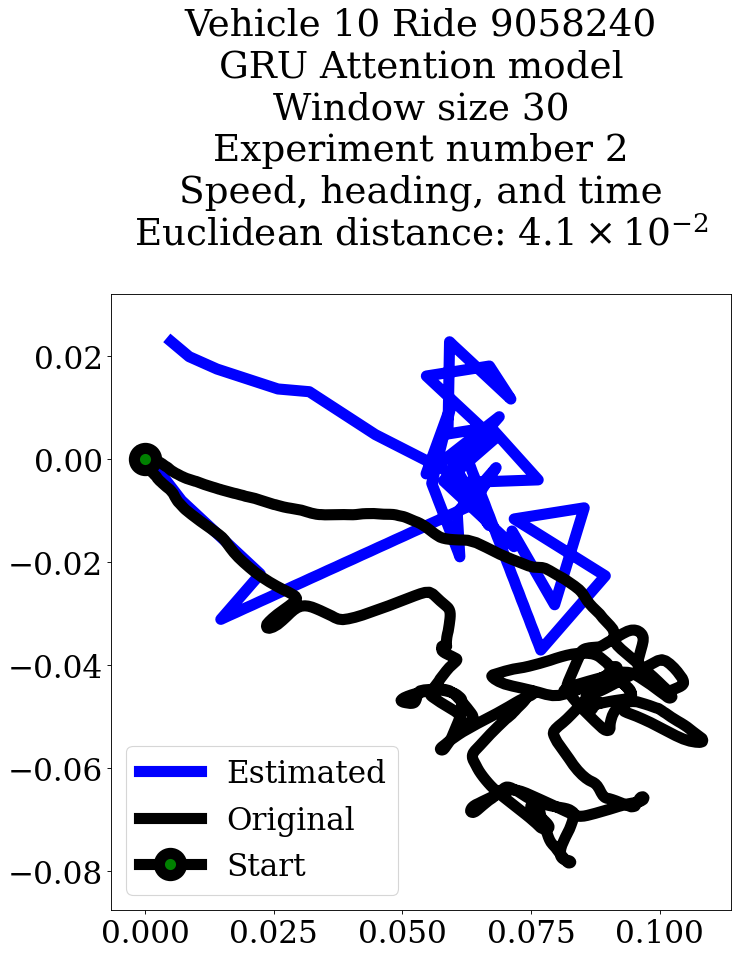 Vehicle 10 Ride 9058240
GRU Attention model
Window size 30
Experiment number 2
Speed, heading, and time
Euclidean distance: 4.1 × 10⁻²
0.02
0.00
−0.02
−0.04
−0.06
−0.08
Estimated
Original
Start
0.000 0.025 0.050 0.075 0.100